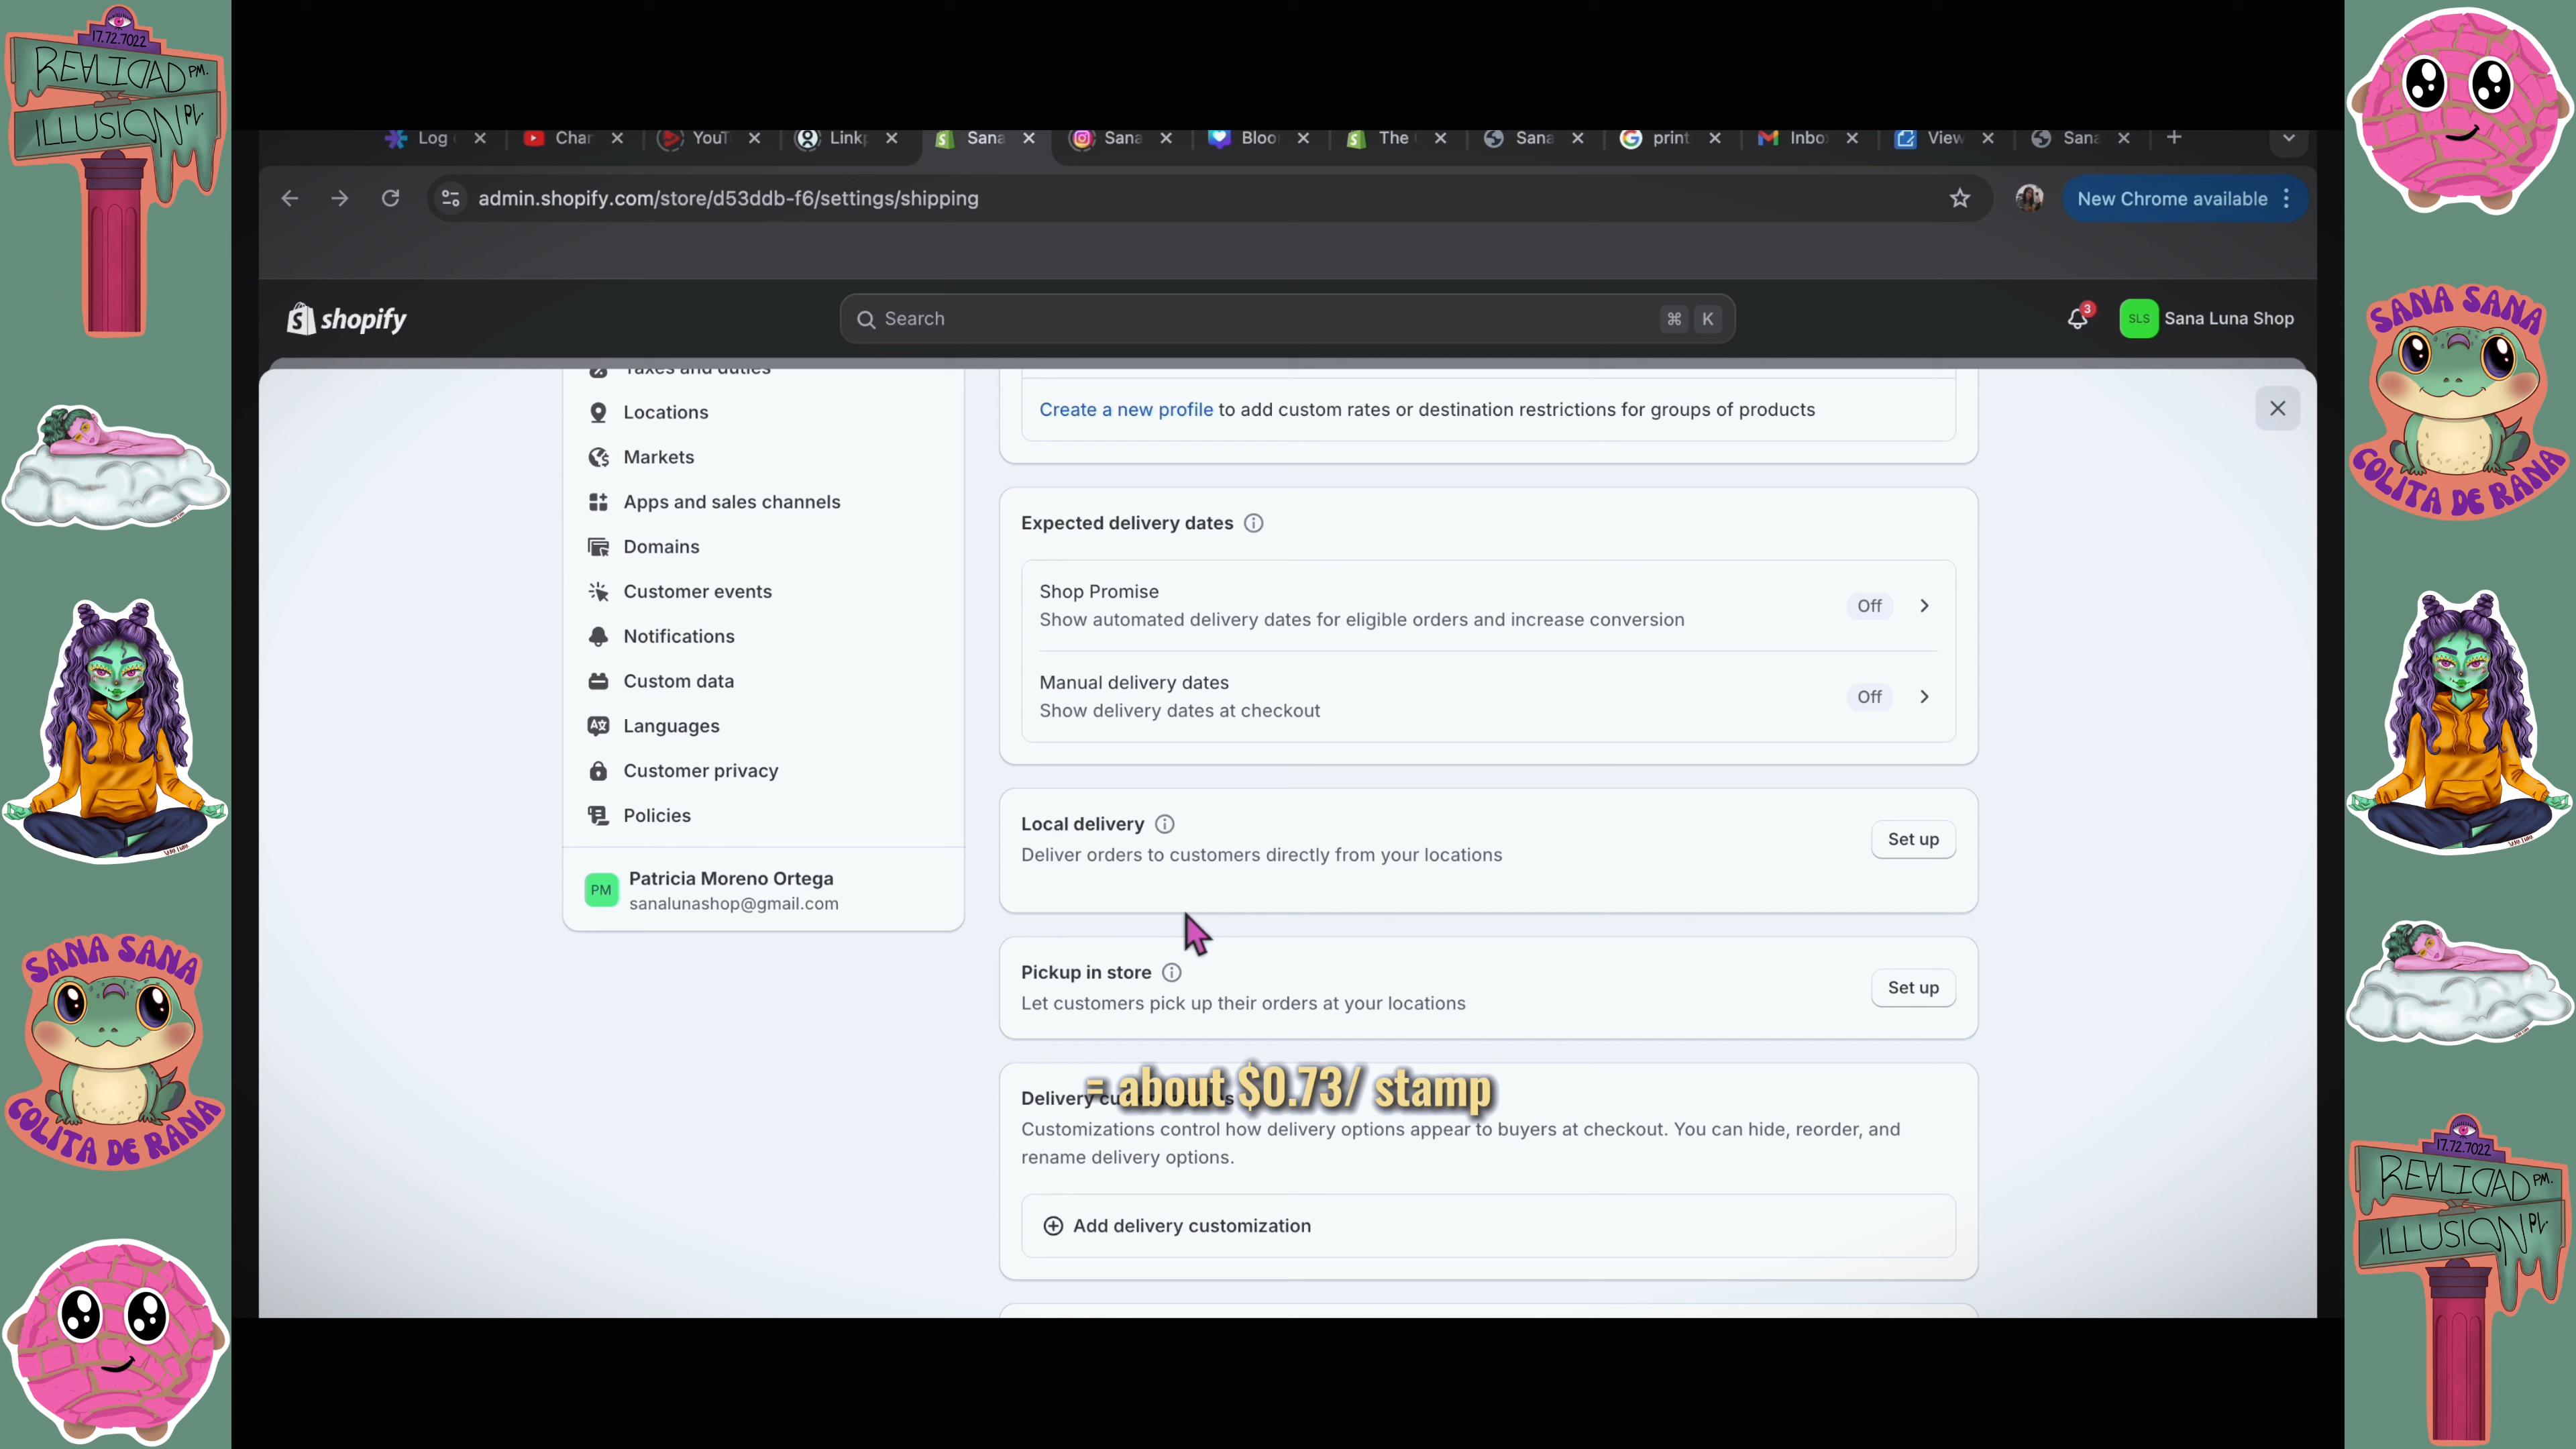 17.72.7022
REALIDAD PM.
ILLUSION PL.
SANA SANA
COLITA DE RANA
Log
Chan
YouT
Link
Sana
Sana
Bloo
The
Sana
print
Inbo
View
Sana
admin.shopify.com/store/d53ddb-f6/settings/shipping
New Chrome available
shopify
Search
⌘ K
3
SLS
Sana Luna Shop
Taxes and duties
Locations
Markets
Apps and sales channels
Domains
Customer events
Notifications
Custom data
Languages
Customer privacy
Policies
PM
Patricia Moreno Ortega
sanalunashop@gmail.com
Create a new profile to add custom rates or destination restrictions for groups of products
Expected delivery dates
Shop Promise
Off
Show automated delivery dates for eligible orders and increase conversion
Manual delivery dates
Off
Show delivery dates at checkout
Local delivery
Set up
Deliver orders to customers directly from your locations
Pickup in store
Set up
Let customers pick up their orders at your locations
= about $0.73/ stamp
Delivery
Customizations control how delivery options appear to buyers at checkout. You can hide, reorder, and
rename delivery options.
Add delivery customization
SANA SANA
COLITA DE RANA
17.72.7022
REALIDAD PM.
ILLUSION PL.